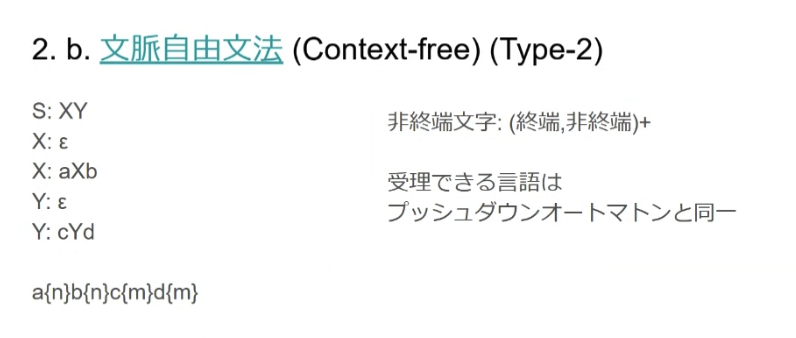 2. b. 文脈自由文法 (Context-free) (Type-2)
S: XY
X: ε
X: aXb
Y: ε
Y: cYd
a{n}b{n}c{m}d{m}
非終端文字: (終端,非終端)+
受理できる言語は
プッシュダウンオートマトンと同一